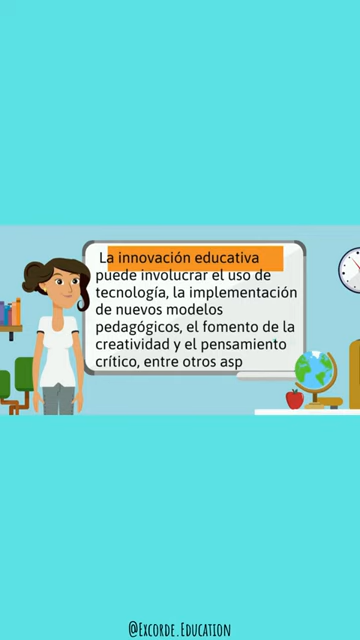 La innovación educativa
puede involucrar el uso de
tecnología, la implementación
de nuevos modelos
pedagógicos, el fomento de la
creatividad y el pensamiento
crítico, entre otros asp
@Excorde.Education